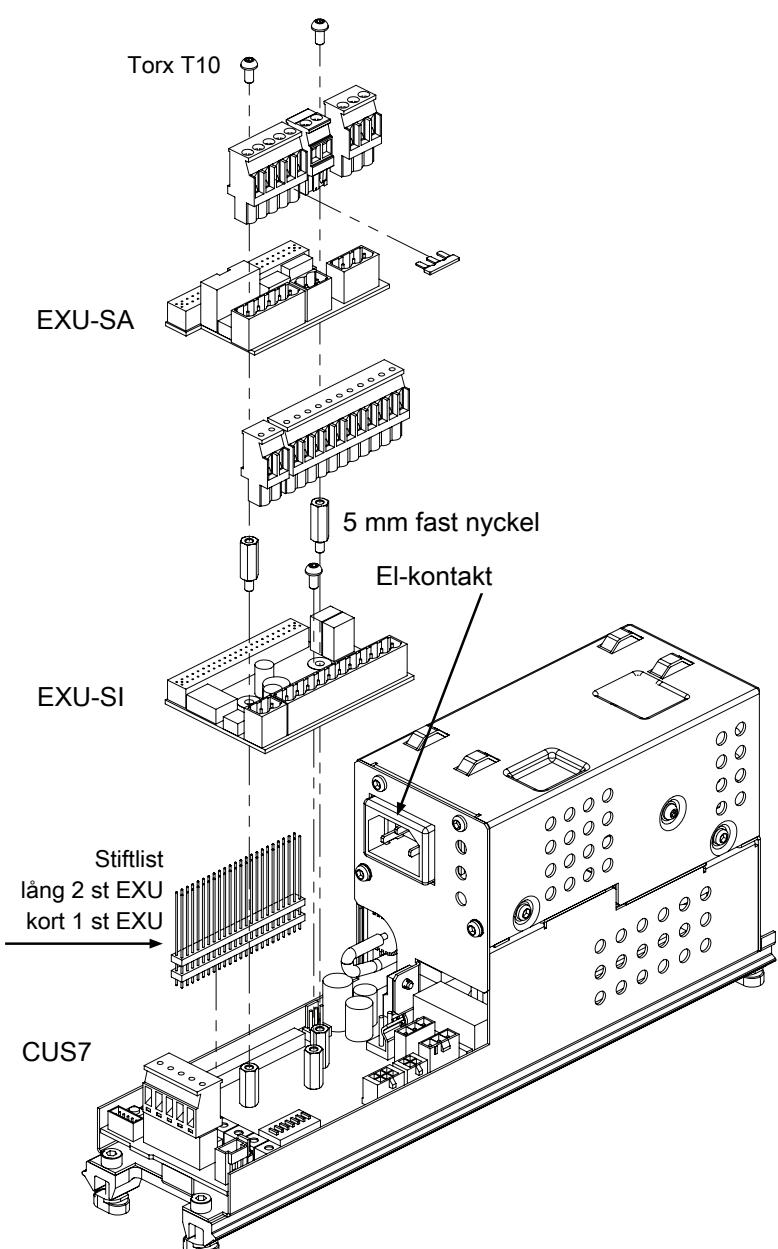 Torx T10
EXU-SA
5 mm fast nyckel
El-kontakt
EXU-SI
Stiftlist
lång 2 st EXU
kort 1 st EXU
CUS7